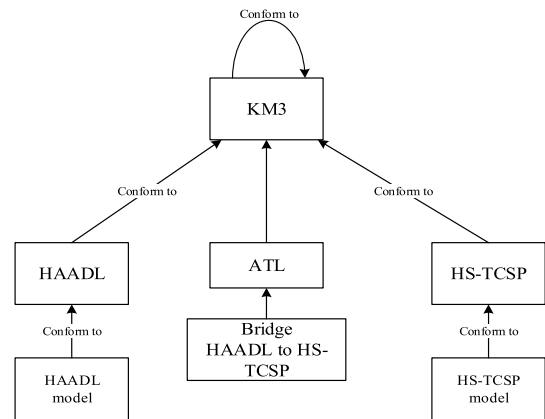 Conform to
KM3
Conform to
Conform to
HAADL
ATL
HS-TCSP
Conform to
Bridge
HAADL to HS-
TCSP
Conform to
HAADL
model
HS-TCSP
model